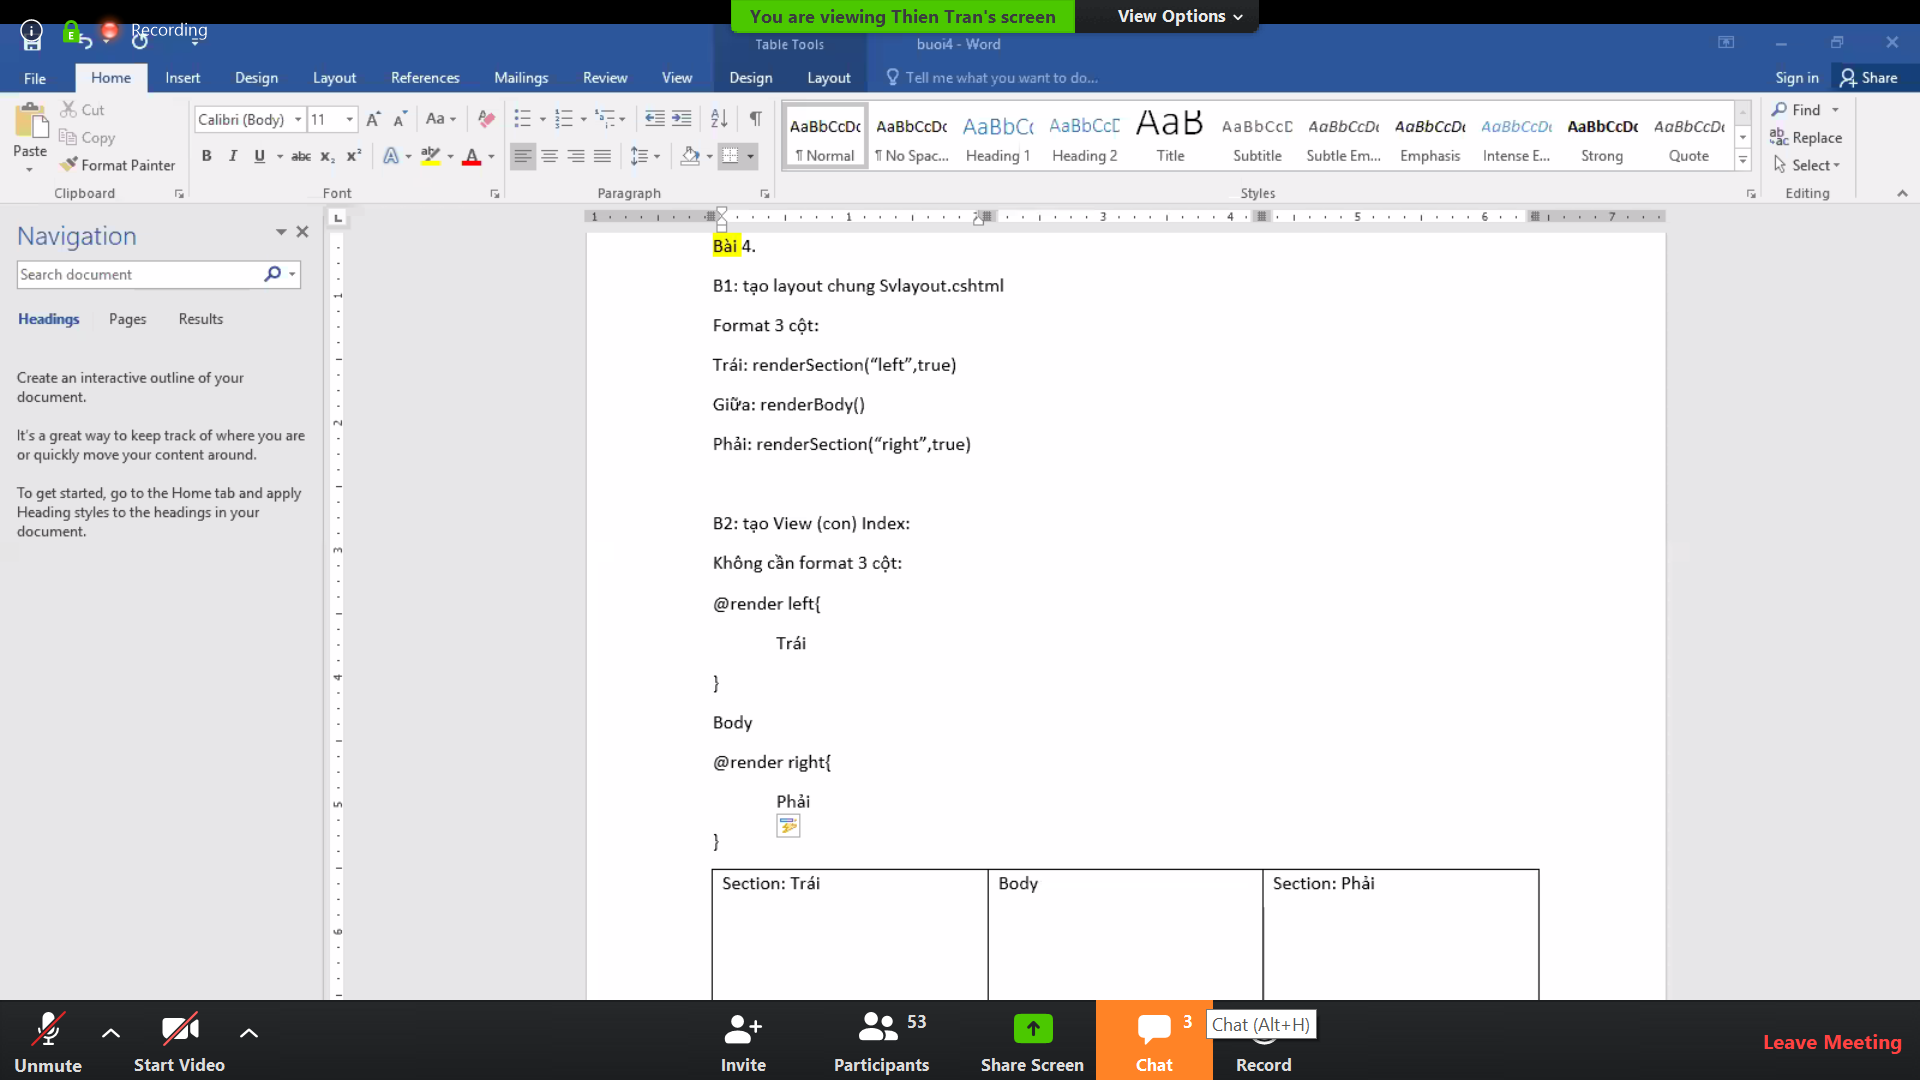 You are viewing Thien Tran's screen
View Options
Recording
Table Tools
buoi4 - Word
File
Home
Insert
Design
Layout
References
Mailings
Review
View
Design
Layout
Tell me what you want to do...
Sign in
Share
Paste
Cut
Copy
Format Painter
Clipboard
Calibri (Body)
11
Font
Paragraph
AaBbCcDc
¶ Normal
AaBbCcDc
¶ No Spac...
AaBbCc
Heading 1
AaBbCcD
Heading 2
AaB
Title
AaBbCcD
Subtitle
AaBbCcDc
Subtle Em...
AaBbCcDc
Emphasis
AaBbCcDc
Intense E...
AaBbCcDc
Strong
AaBbCcDc
Quote
Styles
Find
Replace
Select
Editing
Navigation
Search document
Headings
Pages
Results
Create an interactive outline of your
document.
It's a great way to keep track of where you are
or quickly move your content around.
To get started, go to the Home tab and apply
Heading styles to the headings in your
document.
Bài 4.
B1: tạo layout chung Svlayout.cshtml
Format 3 cột:
Trái: renderSection(“left”,true)
Giữa: renderBody()
Phải: renderSection(“right”,true)
B2: tạo View (con) Index:
Không cần format 3 cột:
@render left{
Trái
}
Body
@render right{
Phải
}
Section: Trái
Body
Section: Phải
Unmute
Start Video
Invite
53
Participants
Share Screen
3
Chat
Chat (Alt+H)
Record
Leave Meeting